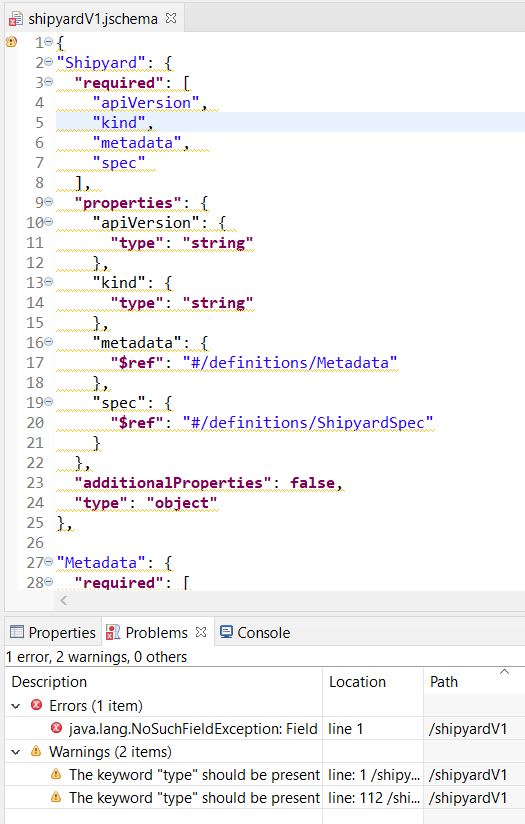 shipyardV1.jschema
1 {
2 "Shipyard": {
3 "required": [
4 "apiVersion",
5 "kind",
6 "metadata",
7 "spec"
8 ],
9 "properties": {
10 "apiVersion": {
11 "type": "string"
12 },
13 "kind": {
14 "type": "string"
15 },
16 "metadata": {
17 "$ref": "#/definitions/Metadata"
18 },
19 "spec": {
20 "$ref": "#/definitions/ShipyardSpec"
21 }
22 },
23 "additionalProperties": false,
24 "type": "object"
25 },
26
27 "Metadata": {
28 "required": [
Properties Problems Console
1 error, 2 warnings, 0 others
Description Location Path
Errors (1 item)
java.lang.NoSuchFieldException: Field line 1 /shipyardV1
Warnings (2 items)
The keyword "type" should be present line: 1 /shipy... /shipyardV1
The keyword "type" should be present line: 112 /shi... /shipyardV1